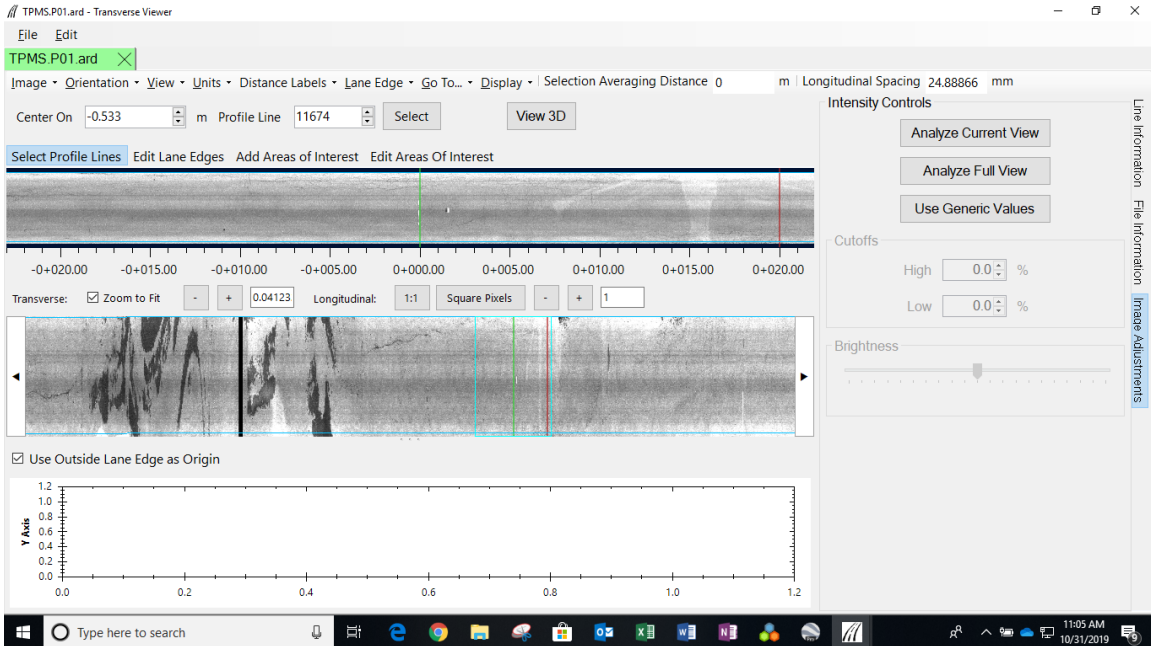 TPMS.P01.ard - Transverse Viewer
File Edit
TPMS.P01.ard
Image Orientation View Units Distance Labels Lane Edge Go To... Display Selection Averaging Distance 0 m Longitudinal Spacing 24.88866 mm
Center On -0.533 m Profile Line 11674 Select View 3D
Select Profile Lines Edit Lane Edges Add Areas of Interest Edit Areas Of Interest
-0+020.00 -0+015.00 -0+010.00 -0+005.00 0+000.00 0+005.00 0+010.00 0+015.00 0+020.00
Transverse: Zoom to Fit - + 0.04123 Longitudinal: 1:1 Square Pixels - + 1
Use Outside Lane Edge as Origin
Y Axis
1.2
1.0
0.8
0.6
0.4
0.2
0.0
0.0 0.2 0.4 0.6 0.8 1.0 1.2
Intensity Controls
Analyze Current View
Analyze Full View
Use Generic Values
Cutoffs
High 0.0 %
Low 0.0 %
Brightness
Line Information
File Information
Image Adjustments
Type here to search
11:05 AM
10/31/2019
9